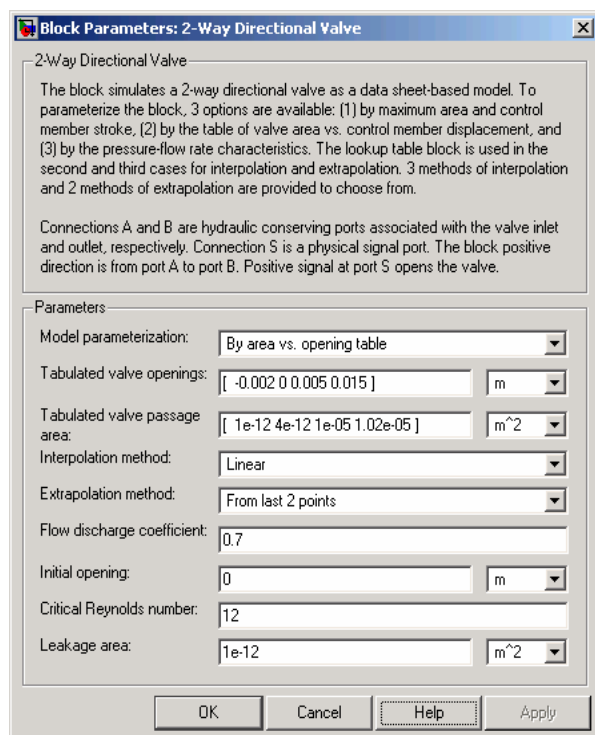 Block Parameters: 2-Way Directional Valve
2-Way Directional Valve
The block simulates a 2-way directional valve as a data sheet-based model. To
parameterize the block, 3 options are available: (1) by maximum area and control
member stroke, (2) by the table of valve area vs. control member displacement, and
(3) by the pressure-flow rate characteristics. The lookup table block is used in the
second and third cases for interpolation and extrapolation. 3 methods of interpolation
and 2 methods of extrapolation are provided to choose from.
Connections A and B are hydraulic conserving ports associated with the valve inlet
and outlet, respectively. Connection S is a physical signal port. The block positive
direction is from port A to port B. Positive signal at port S opens the valve.
Parameters
Model parameterization: By area vs. opening table
Tabulated valve openings: [ -0.002 0 0.005 0.015 ] m
Tabulated valve passage
area: [ 1e-12 4e-12 1e-05 1.02e-05 ] m^2
Interpolation method: Linear
Extrapolation method: From last 2 points
Flow discharge coefficient: 0.7
Initial opening: 0 m
Critical Reynolds number: 12
Leakage area: 1e-12 m^2
OK Cancel Help Apply